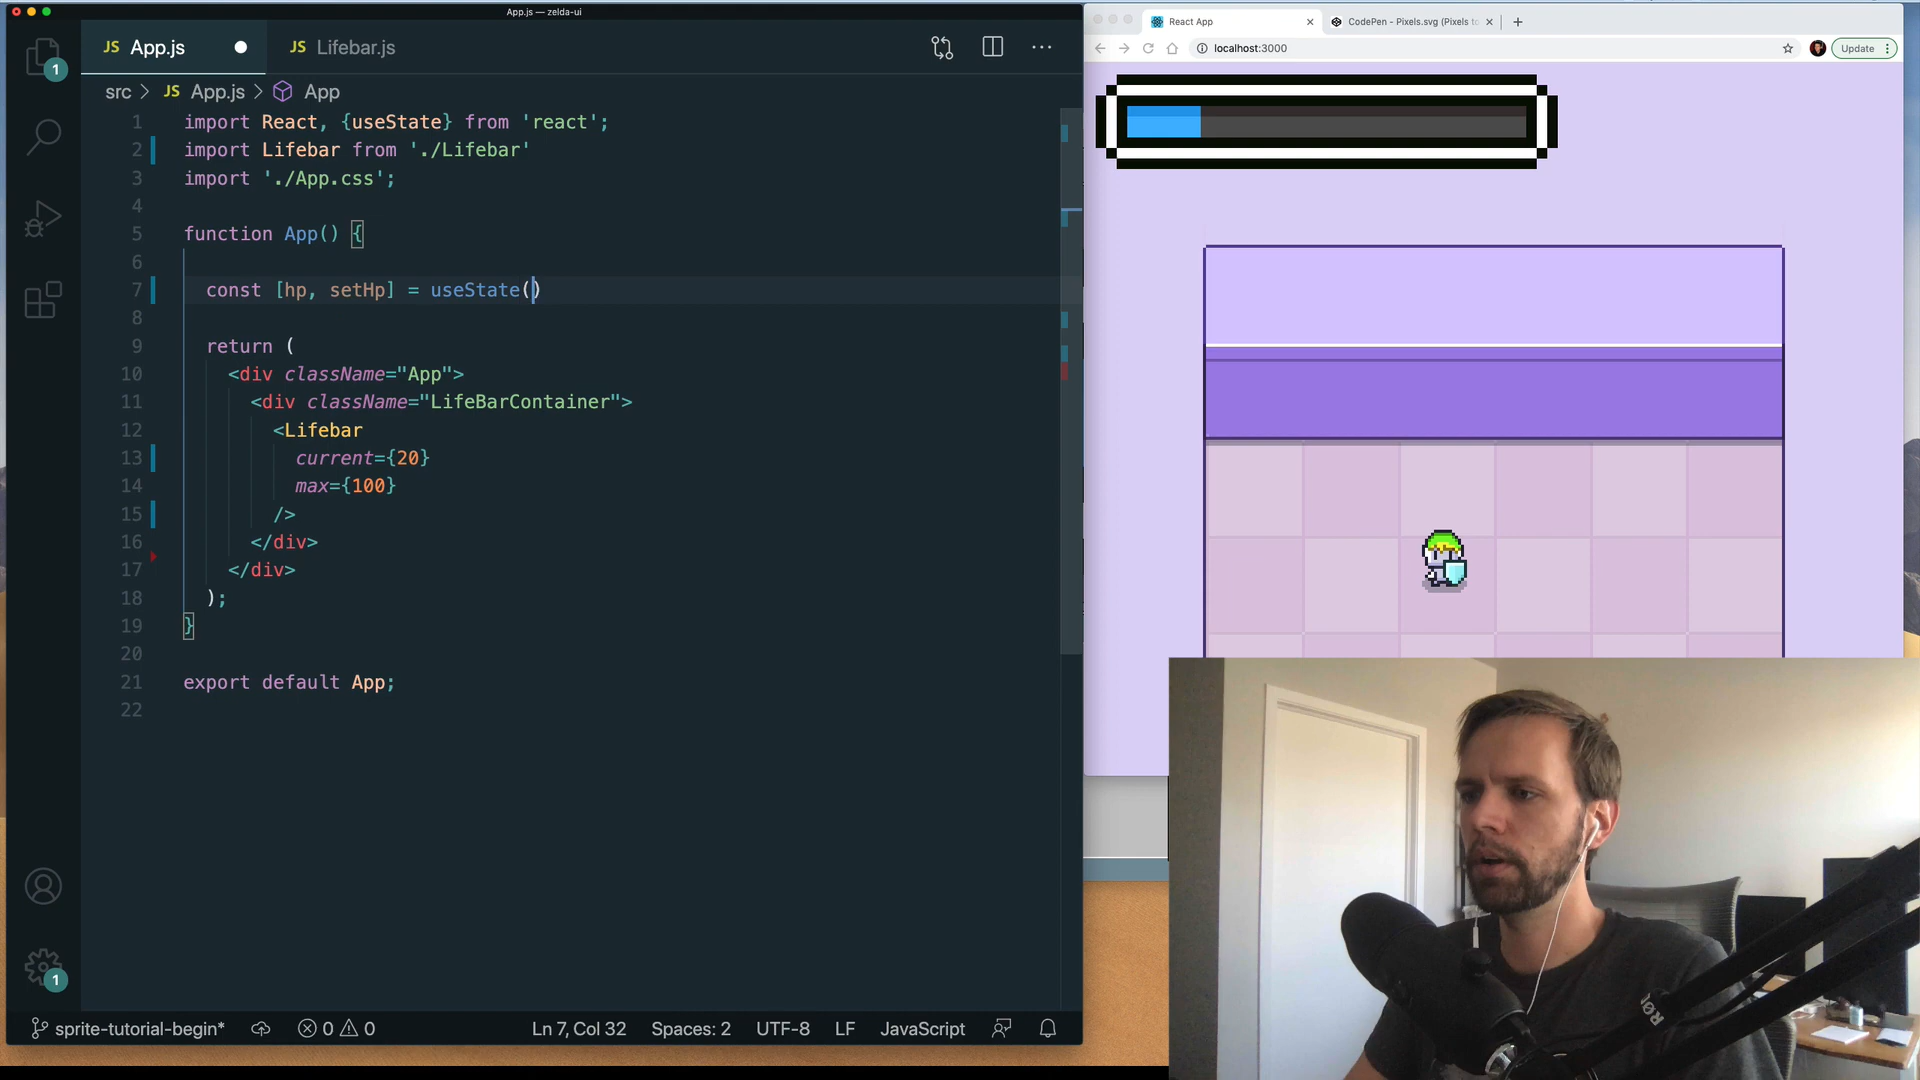 App.js — zelda-ui
JS App.js
JS Lifebar.js
src > JS App.js > App
1 import React, {useState} from 'react';
2 import Lifebar from './Lifebar'
3 import './App.css';
4
5 function App() {
6
7 const [hp, setHp] = useState()
8
9 return (
10 <div className="App">
11 <div className="LifeBarContainer">
12 <Lifebar
13 current={20}
14 max={100}
15 />
16 </div>
17 </div>
18 );
19 }
20
21 export default App;
22
1
1
sprite-tutorial-begin*
0
0
Ln 7, Col 32
Spaces: 2
UTF-8
LF
JavaScript
React App
CodePen - Pixels.svg (Pixels to
localhost:3000
Update